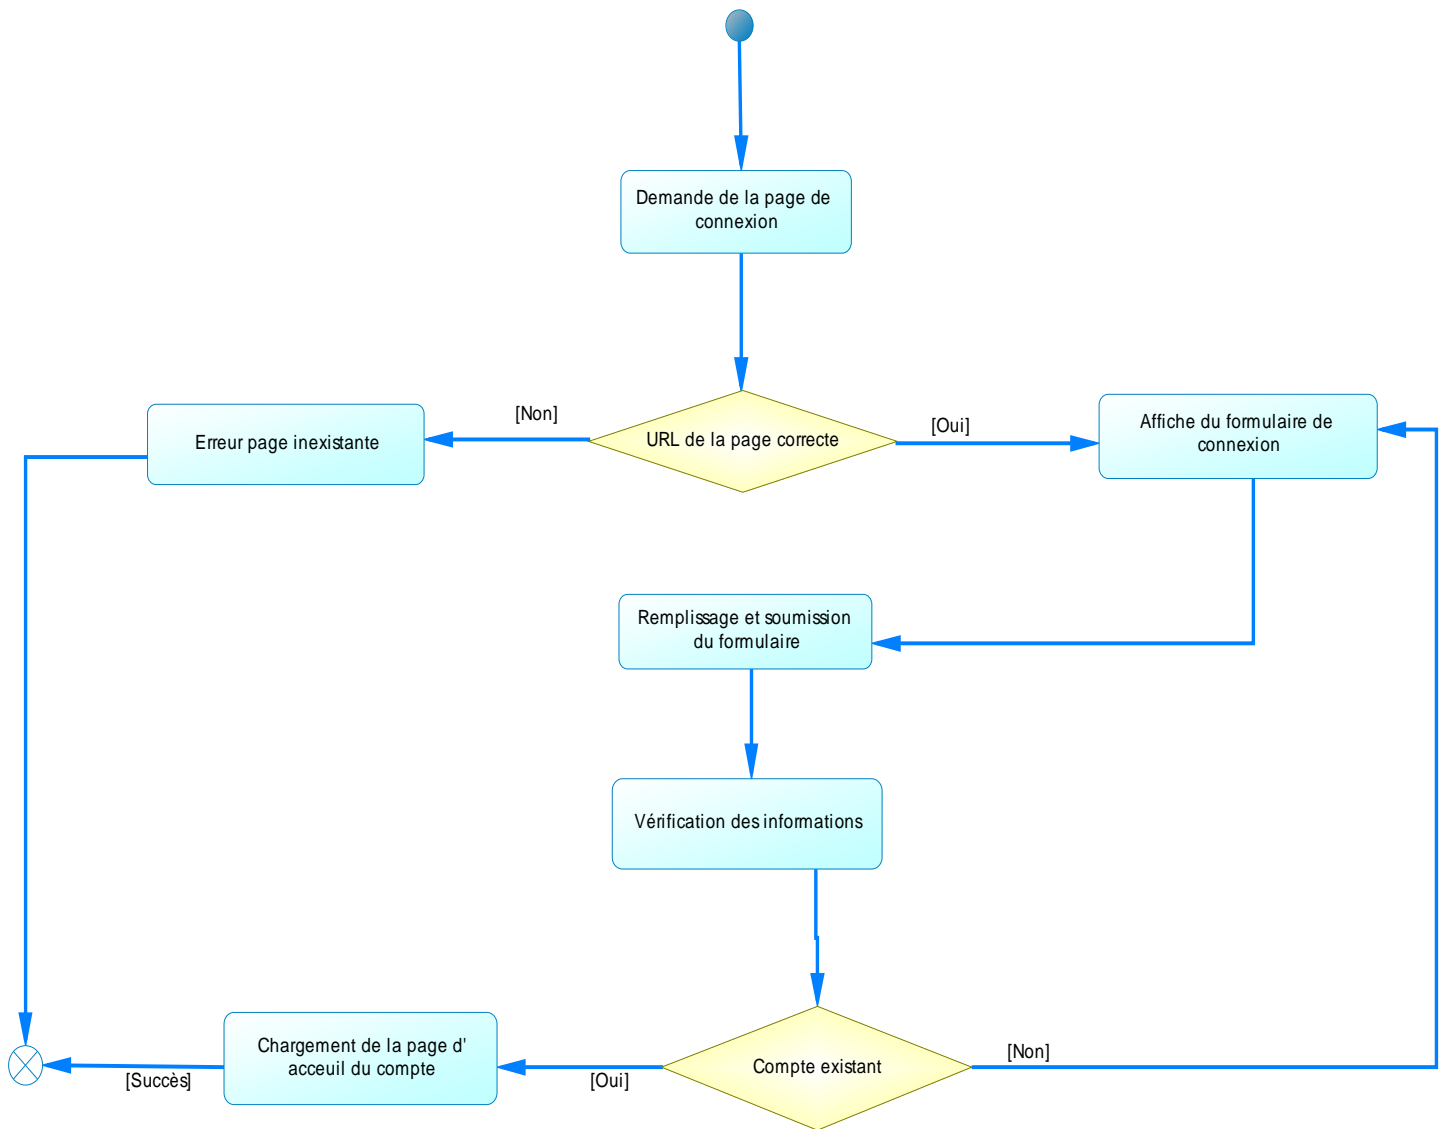 Demande de la page de
connexion
[Non]
[Oui]
Erreur page inexistante
URL de la page correcte
Affiche du formulaire de
connexion
Remplissage et soumission
du formulaire
Vérification des informations
Chargement de la page d'
acceuil du compte
Compte existant
[Non]
[Succès]
[Oui]